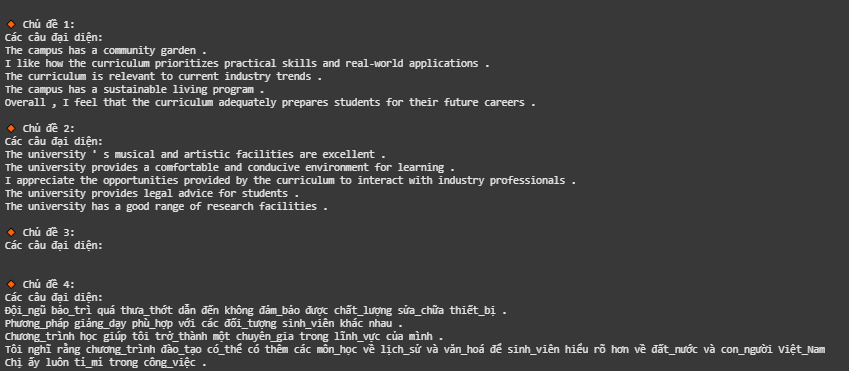 Chủ đề 1:
Các câu đại diện:
The campus has a community garden .
I like how the curriculum prioritizes practical skills and real-world applications .
The curriculum is relevant to current industry trends .
The campus has a sustainable living program .
Overall , I feel that the curriculum adequately prepares students for their future careers .
Chủ đề 2:
Các câu đại diện:
The university ' s musical and artistic facilities are excellent .
The university provides a comfortable and conducive environment for learning .
I appreciate the opportunities provided by the curriculum to interact with industry professionals .
The university provides legal advice for students .
The university has a good range of research facilities .
Chủ đề 3:
Các câu đại diện:
Chủ đề 4:
Các câu đại diện:
Đội_ngũ bảo_trì quá thưa_thớt dẫn đến không đảm_bảo được chất_lượng sửa_chữa thiết_bị .
Phương_pháp giảng_dạy phù_hợp với các đối_tượng sinh_viên khác nhau .
Chương_trình học giúp tôi trở_thành một chuyên_gia trong lĩnh_vực của mình .
Tôi nghĩ rằng chương_trình đào_tạo có_thể có thêm các môn_học về lịch_sử và văn_hoá để sinh_viên hiểu rõ hơn về đất_nước và con_người Việt_Nam
Chị ấy luôn tỉ_mỉ trong công_việc .